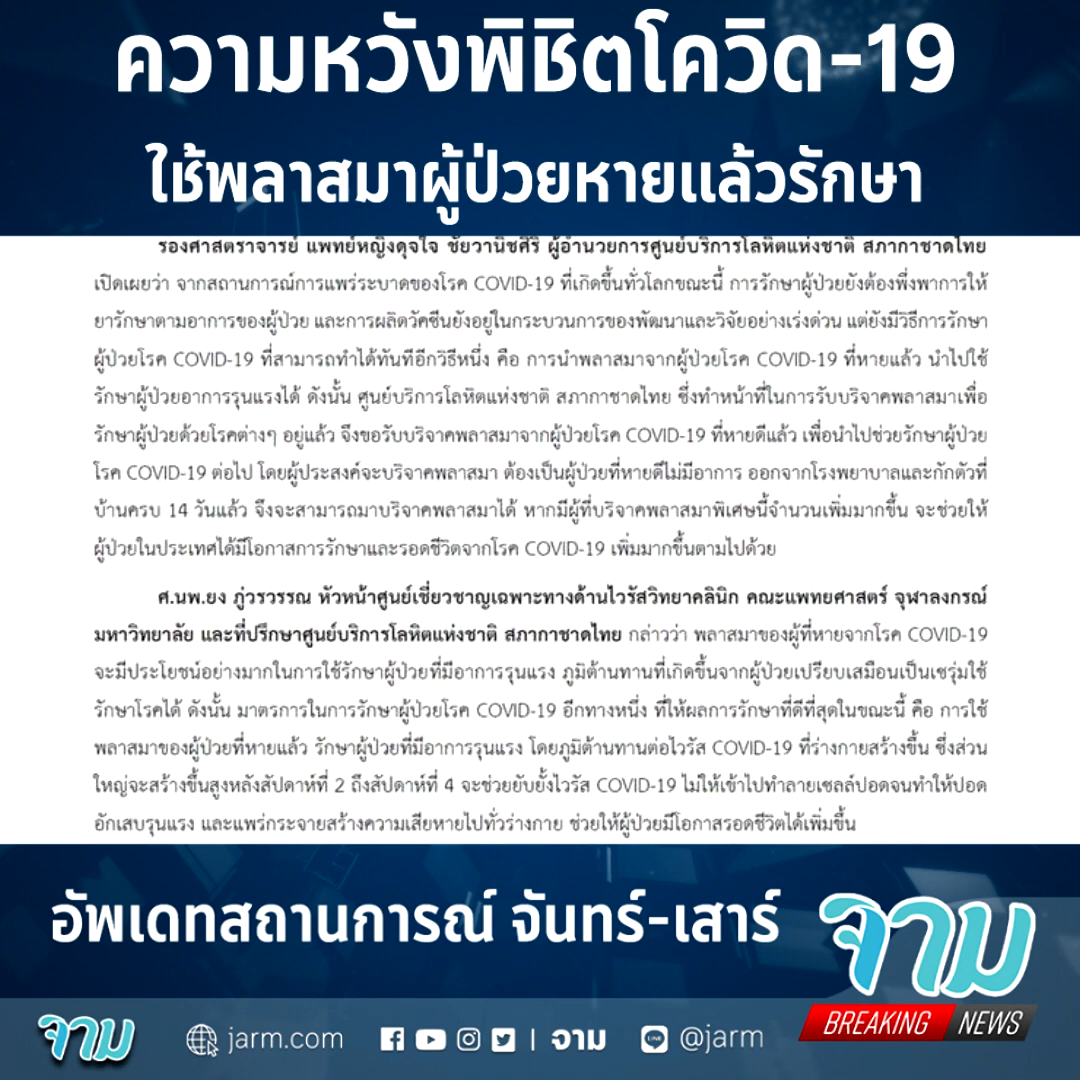 ความหวังพิชิตโควิด-19
ใช้พลาสมาผู้ป่วยหายแล้วรักษา
รองศาสตราจารย์ แพทย์หญิงดุจใจ ชัยวานิชศิริ ผู้อำนวยการศูนย์บริการโลหิตแห่งชาติ สภากาชาดไทย
เปิดเผยว่า จากสถานการณ์การแพร่ระบาดของโรค COVID-19 ที่เกิดขึ้นทั่วโลกขณะนี้ การรักษาผู้ป่วยยังต้องพึ่งพาการให้
ยารักษาตามอาการของผู้ป่วย และการผลิตวัคซีนยังอยู่ในกระบวนการของพัฒนาและวิจัยอย่างเร่งด่วน แต่ยังมีวิธีการรักษา
ผู้ป่วยโรค COVID-19 ที่สามารถทำได้ทันทีอีกวิธีหนึ่ง คือ การนำพลาสมาจากผู้ป่วยโรค COVID-19 ที่หายแล้ว นำไปใช้
รักษาผู้ป่วยอาการรุนแรงได้ ดังนั้น ศูนย์บริการโลหิตแห่งชาติ สภากาชาดไทย ซึ่งทำหน้าที่ในการรับบริจาคพลาสมาเพื่อ
รักษาผู้ป่วยด้วยโรคต่างๆ อยู่แล้ว จึงขอรับบริจาคพลาสมาจากผู้ป่วยโรค COVID-19 ที่หายดีแล้ว เพื่อนำไปช่วยรักษาผู้ป่วย
โรค COVID-19 ต่อไป โดยผู้ประสงค์จะบริจาคพลาสมา ต้องเป็นผู้ป่วยที่หายดีไม่มีอาการ ออกจากโรงพยาบาลและกักตัวที่
บ้านครบ 14 วันแล้ว จึงจะสามารถมาบริจาคพลาสมาได้ หากมีผู้ที่บริจาคพลาสมาพิเศษนี้จำนวนเพิ่มมากขึ้น จะช่วยให้
ผู้ป่วยในประเทศได้มีโอกาสการรักษาและรอดชีวิตจากโรค COVID-19 เพิ่มมากขึ้นตามไปด้วย
ศ.นพ.ยง ภู่วรวรรณ หัวหน้าศูนย์เชี่ยวชาญเฉพาะทางด้านไวรัสวิทยาคลินิก คณะแพทยศาสตร์ จุฬาลงกรณ์
มหาวิทยาลัย และที่ปรึกษาศูนย์บริการโลหิตแห่งชาติ สภากาชาดไทย กล่าวว่า พลาสมาของผู้ที่หายจากโรค COVID-19
จะมีประโยชน์อย่างมากในการใช้รักษาผู้ป่วยที่มีอาการรุนแรง ภูมิต้านทานที่เกิดขึ้นจากผู้ป่วยเปรียบเสมือนเป็นเซรุ่มใช้
รักษาโรคได้ ดังนั้น มาตรการในการรักษาผู้ป่วยโรค COVID-19 อีกทางหนึ่ง ที่ให้ผลการรักษาที่ดีที่สุดในขณะนี้ คือ การใช้
พลาสมาของผู้ป่วยที่หายแล้ว รักษาผู้ป่วยที่มีอาการรุนแรง โดยภูมิต้านทานต่อไวรัส COVID-19 ที่ร่างกายสร้างขึ้น ซึ่งส่วน
ใหญ่จะสร้างขึ้นสูงหลังสัปดาห์ที่ 2 ถึงสัปดาห์ที่ 4 จะช่วยยับยั้งไวรัส COVID-19 ไม่ให้เข้าไปทำลายเซลล์ปอดจนทำให้ปอด
อักเสบรุนแรง และแพร่กระจายสร้างความเสียหายไปทั่วร่างกาย ช่วยให้ผู้ป่วยมีโอกาสรอดชีวิตได้เพิ่มขึ้น
อัพเดทสถานการณ์ จันทร์-เสาร์
จาม
BREAKING NEWS
จาม jarm.com | จาม LINE @jarm